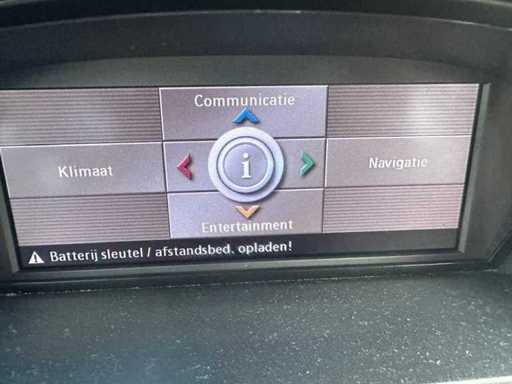 Communicatie
Klimaat
i
Navigatie
Entertainment
Batterij sleutel / afstandsbed. opladen!